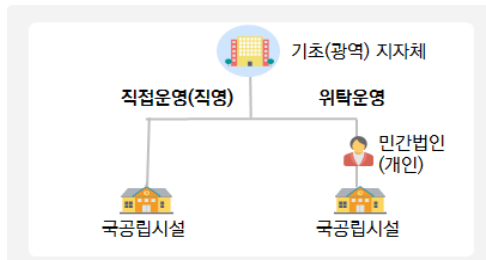 기초(광역) 지자체
직접운영(직영)
위탁운영
민간법인
(개인)
국공립시설
국공립시설